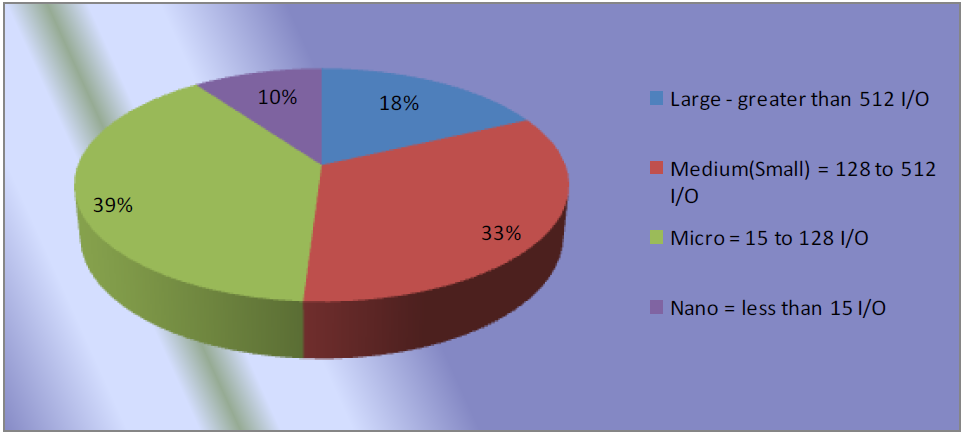 10%
18%
39%
33%
Large - greater than 512 I/O
Medium(Small) = 128 to 512
I/O
Micro = 15 to 128 I/O
Nano = less than 15 I/O